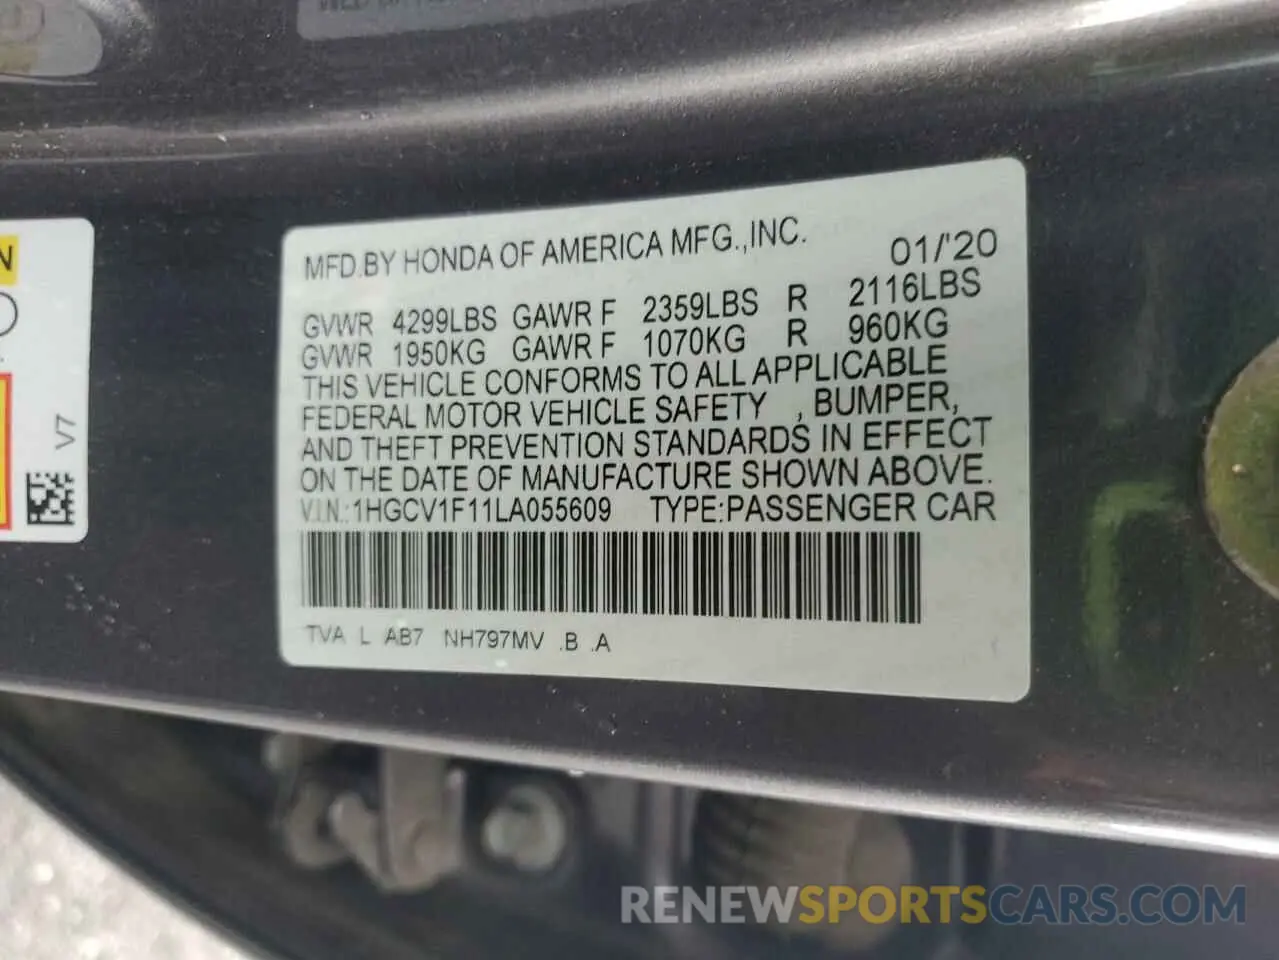 MFD.BY HONDA OF AMERICA MFG.,INC. 01/'20
GVWR 4299LBS GAWR F 2359LBS R 2116LBS
GVWR 1950KG GAWR F 1070KG R 960KG
THIS VEHICLE CONFORMS TO ALL APPLICABLE
FEDERAL MOTOR VEHICLE SAFETY , BUMPER,
AND THEFT PREVENTION STANDARDS IN EFFECT
ON THE DATE OF MANUFACTURE SHOWN ABOVE.
V.I.N.:1HGCV1F11LA055609 TYPE:PASSENGER CAR
TVA L AB7 NH797MV .B .A
V7
RENEWSPORTSCARS.COM